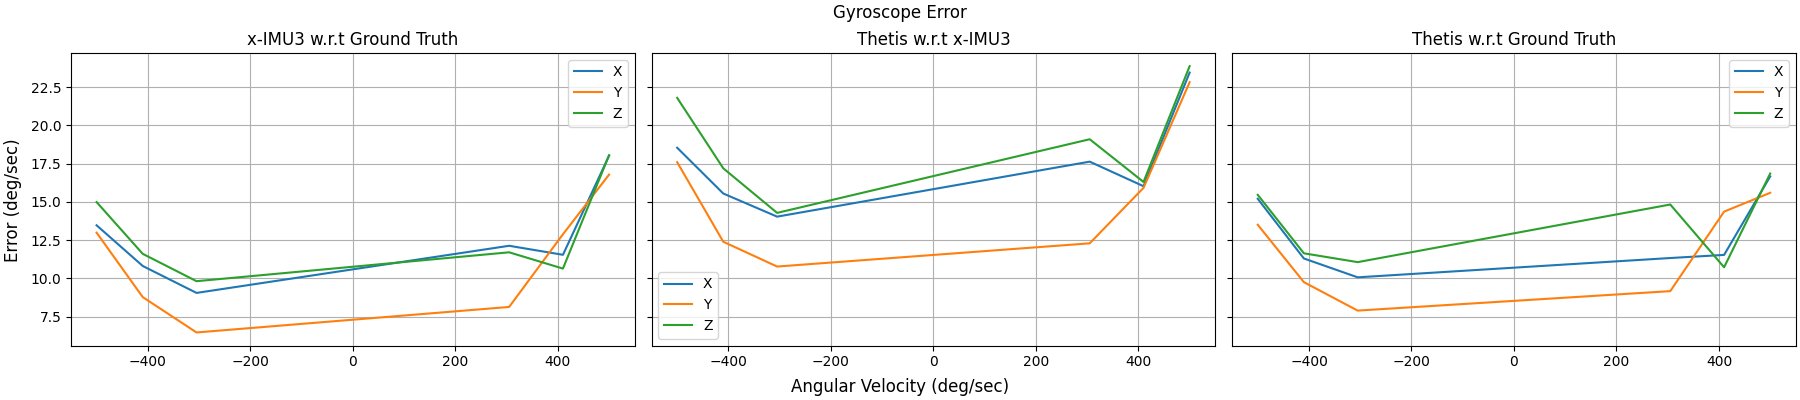 Gyroscope Error
x-IMU3 w.r.t Ground Truth
Thetis w.r.t x-IMU3
Thetis w.r.t Ground Truth
Error (deg/sec)
22.5
20.0
17.5
15.0
12.5
10.0
7.5
X
Y
Z
X
Y
Z
X
Y
Z
−400 −200 0 200 400
−400 −200 0 200 400
−400 −200 0 200 400
Angular Velocity (deg/sec)